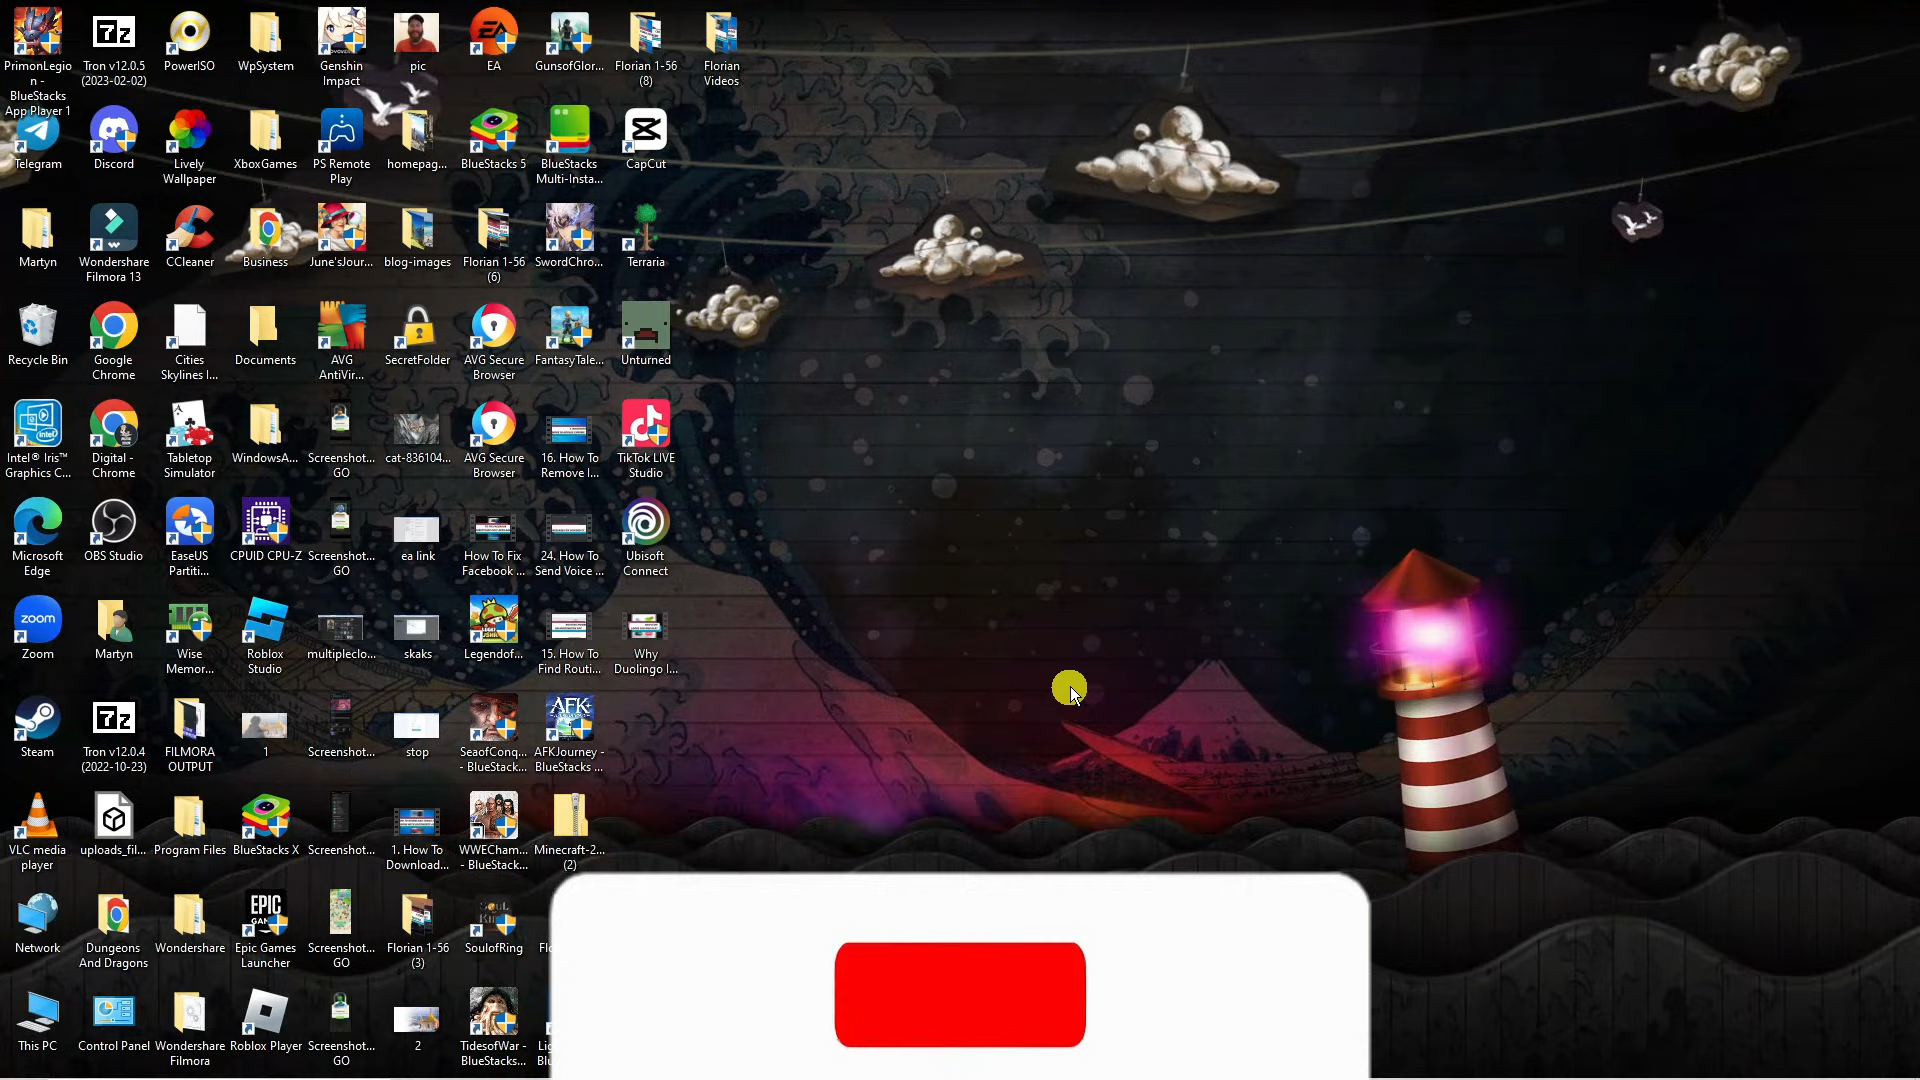 PrimonLegio
n -
BlueStacks
App Player 1
Tron v12.0.5
(2023-02-02)
PowerISO
WpSystem
Genshin
Impact
pic
EA
GunsofGlor...
Florian 1-56
(8)
Florian
Videos
Telegram
Discord
Lively
Wallpaper
XboxGames
PS Remote
Play
homepag...
BlueStacks 5
BlueStacks
Multi-Insta...
CapCut
Martyn
Wondershare
Filmora 13
CCleaner
Business
June'sJour...
blog-images
Florian 1-56
(6)
SwordChro...
Terraria
Recycle Bin
Google
Chrome
Cities
Skylines I...
Documents
AVG
AntiVir...
SecretFolder
AVG Secure
Browser
FantasyTale...
Unturned
Intel® Iris™
Graphics C...
Digital -
Chrome
Tabletop
Simulator
WindowsA...
Screenshot...
GO
cat-836104...
AVG Secure
Browser
16. How To
Remove I...
TikTok LIVE
Studio
Microsoft
Edge
OBS Studio
EaseUS
Partiti...
CPUID CPU-Z
Screenshot...
GO
ea link
How To Fix
Facebook ...
24. How To
Send Voice ...
Ubisoft
Connect
zoom
Zoom
Martyn
Wise
Memor...
Roblox
Studio
multipleclo...
skaks
Legendof...
15. How To
Find Routi...
Why
Duolingo I...
Steam
Tron v12.0.4
(2022-10-23)
FILMORA
OUTPUT
1
Screenshot...
stop
SeaofConq...
- BlueStack...
AFKJourney -
BlueStacks ...
VLC media
player
uploads_fil...
Program Files
BlueStacks X
Screenshot...
1. How To
Download...
WWECham...
- BlueStack...
Minecraft-2...
(2)
Network
Dungeons
And Dragons
Wondershare
Epic Games
Launcher
Screenshot...
GO
Florian 1-56
(3)
SoulofRing
This PC
Control Panel
Wondershare
Filmora
Roblox Player
Screenshot...
GO
2
TidesofWar -
BlueStacks...